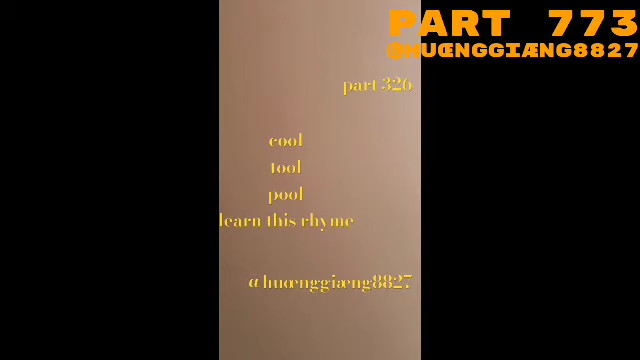 PART 773
@HUŒNGGIÆNG8827
part 326
cool
tool
pool
learn this rhyme
@huœnggiæng8827